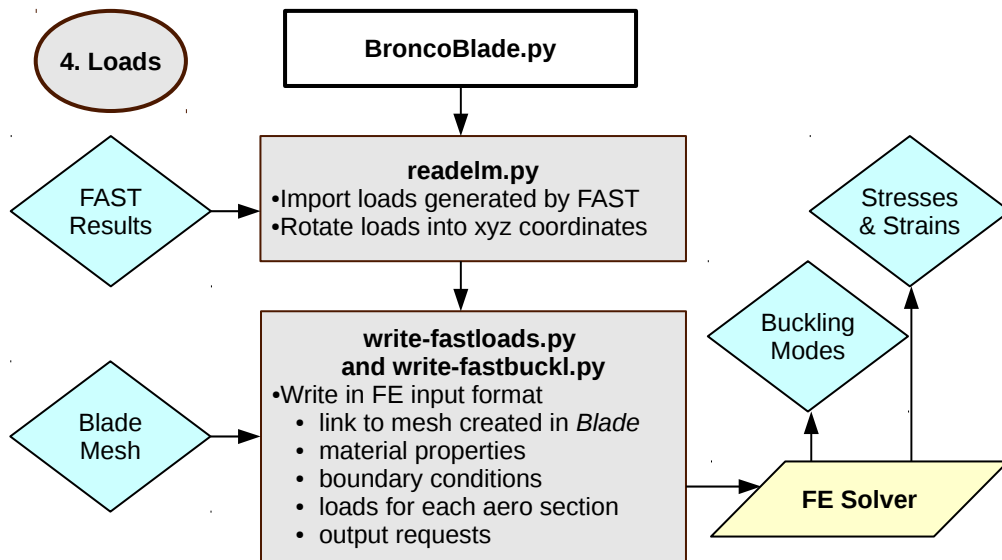 4. Loads
BroncoBlade.py
readelm.py
•Import loads generated by FAST
•Rotate loads into xyz coordinates
FAST
Results
Stresses
& Strains
Buckling
Modes
write-fastloads.py
and write-fastbuckl.py
•Write in FE input format
• link to mesh created in Blade
• material properties
• boundary conditions
• loads for each aero section
• output requests
Blade
Mesh
FE Solver